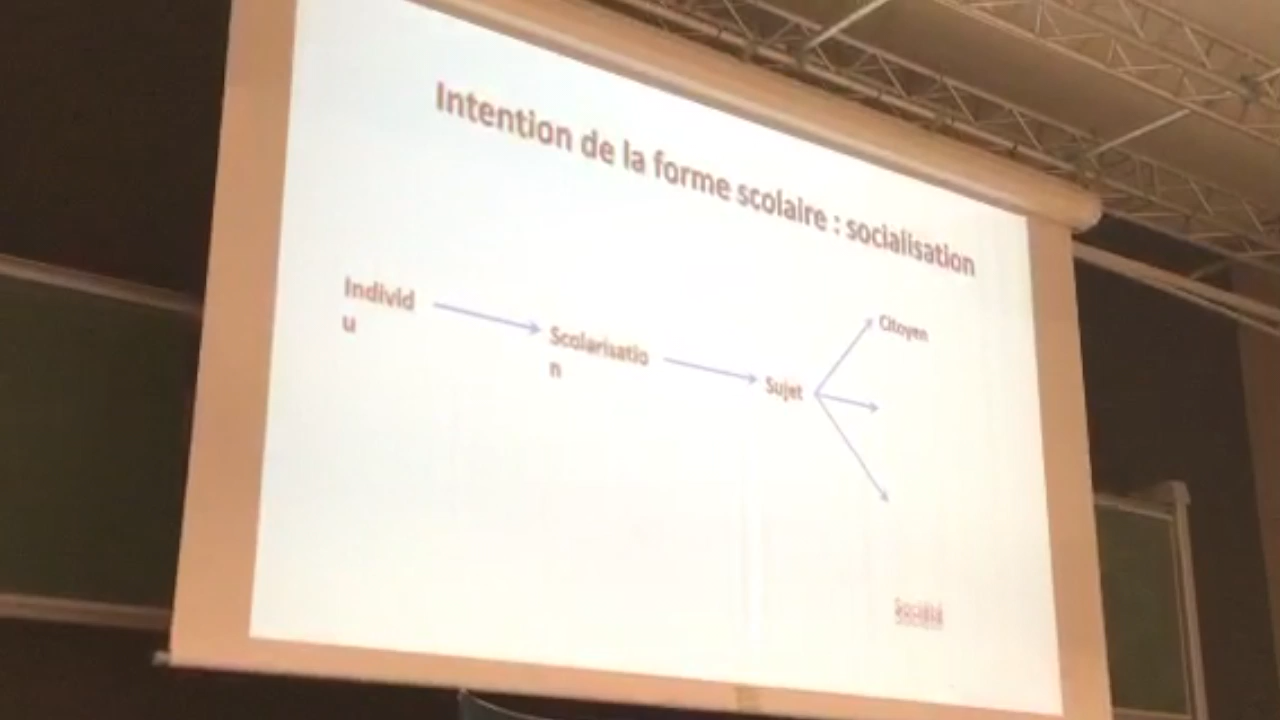 Intention de la forme scolaire : socialisation
Individ
u
Scolarisatio
n
Sujet
Citoyen